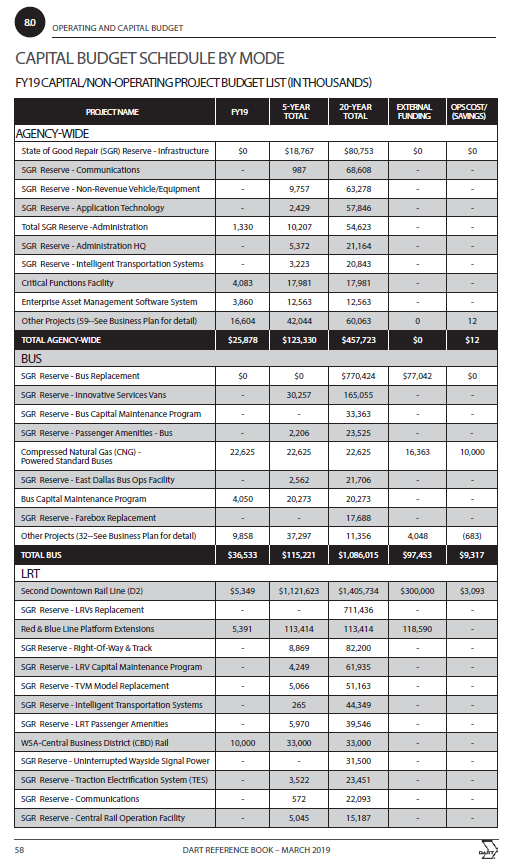 8.0
OPERATING AND CAPITAL BUDGET
CAPITAL BUDGET SCHEDULE BY MODE
FY19 CAPITAL/NON-OPERATING PROJECT BUDGET LIST (IN THOUSANDS)
PROJECT NAME FY19 5-YEAR TOTAL 20-YEAR TOTAL EXTERNAL FUNDING OPS COST/ (SAVINGS)
AGENCY-WIDE
State of Good Repair (SGR) Reserve - Infrastructure $0 $18,767 $80,753 $0 $0
SGR Reserve - Communications - 987 68,608 - -
SGR Reserve - Non-Revenue Vehicle/Equipment - 9,757 63,278 - -
SGR Reserve - Application Technology - 2,429 57,846 - -
Total SGR Reserve -Administration 1,330 10,207 54,623 - -
SGR Reserve - Administration HQ - 5,372 21,164 - -
SGR Reserve - Intelligent Transportation Systems - 3,223 20,843 - -
Critical Functions Facility 4,083 17,981 17,981 - -
Enterprise Asset Management Software System 3,860 12,563 12,563 - -
Other Projects (59--See Business Plan for detail) 16,604 42,044 60,063 0 12
TOTAL AGENCY-WIDE $25,878 $123,330 $457,723 $0 $12
BUS
SGR Reserve - Bus Replacement $0 $0 $770,424 $77,042 $0
SGR Reserve - Innovative Services Vans - 30,257 165,055 - -
SGR Reserve - Bus Capital Maintenance Program - - 33,363 - -
SGR Reserve - Passenger Amenities - Bus - 2,206 23,525 - -
Compressed Natural Gas (CNG) - 22,625 22,625 22,625 16,363 10,000
Powered Standard Buses
SGR Reserve - East Dallas Bus Ops Facility - 2,562 21,706 - -
Bus Capital Maintenance Program 4,050 20,273 20,273 - -
SGR Reserve - Farebox Replacement - - 17,688 - -
Other Projects (32--See Business Plan for detail) 9,858 37,297 11,356 4,048 (683)
TOTAL BUS $36,533 $115,221 $1,086,015 $97,453 $9,317
LRT
Second Downtown Rail Line (D2) $5,349 $1,121,623 $1,405,734 $300,000 $3,093
SGR Reserve - LRVs Replacement - - 711,436 - -
Red & Blue Line Platform Extensions 5,391 113,414 113,414 118,590 -
SGR Reserve - Right-Of-Way & Track - 8,869 82,200 - -
SGR Reserve - LRV Capital Maintenance Program - 4,249 61,935 - -
SGR Reserve - TVM Model Replacement - 5,066 51,163 - -
SGR Reserve - Intelligent Transportation Systems - 265 44,349 - -
SGR Reserve - LRT Passenger Amenities - 5,970 39,546 - -
WSA-Central Business District (CBD) Rail 10,000 33,000 33,000 - -
SGR Reserve - Uninterrupted Wayside Signal Power - - 31,500 - -
SGR Reserve - Traction Electrification System (TES) - 3,522 23,451 - -
SGR Reserve - Communications - 572 22,093 - -
SGR Reserve - Central Rail Operation Facility - 5,045 15,187 - -
58 DART REFERENCE BOOK – MARCH 2019 DART